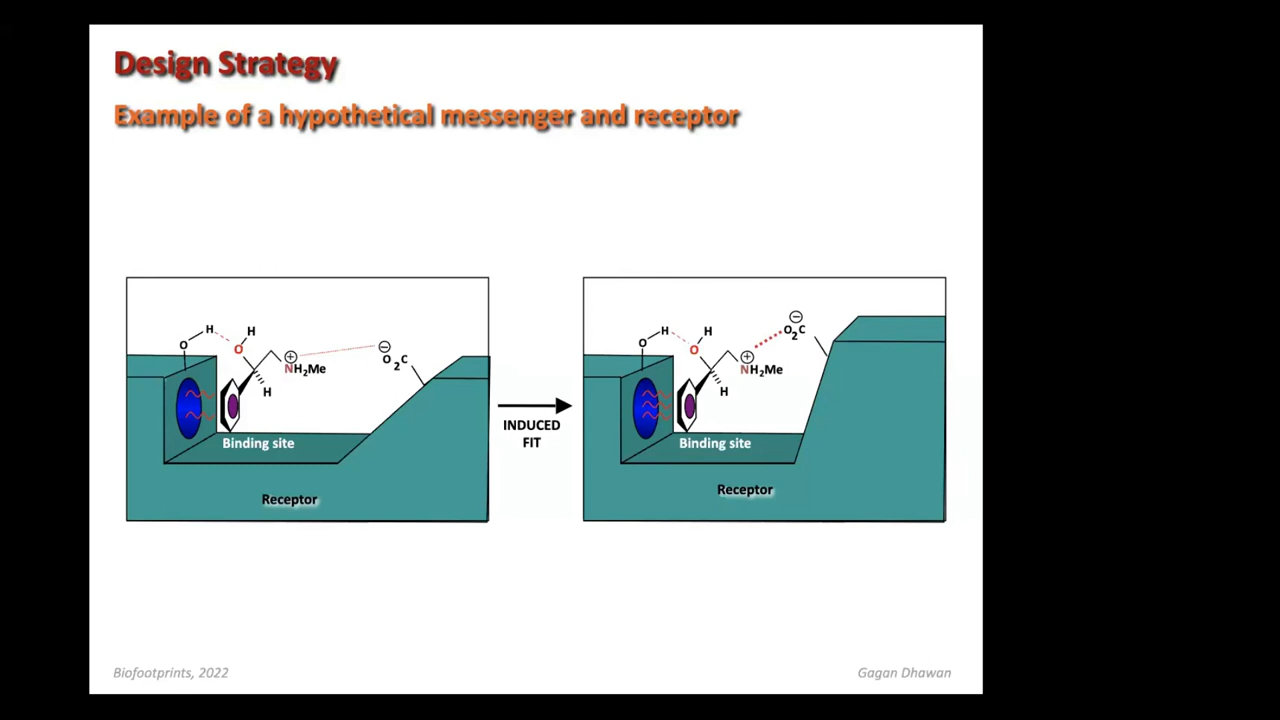 Design Strategy
Example of a hypothetical messenger and receptor
H
H
O
O
⊕
NH2Me
H
⊖
O2C
Binding site
Receptor
INDUCED
FIT
H
H
O
O
⊕
NH2Me
H
⊖
O2C
Binding site
Receptor
Biofootprints, 2022
Gagan Dhawan